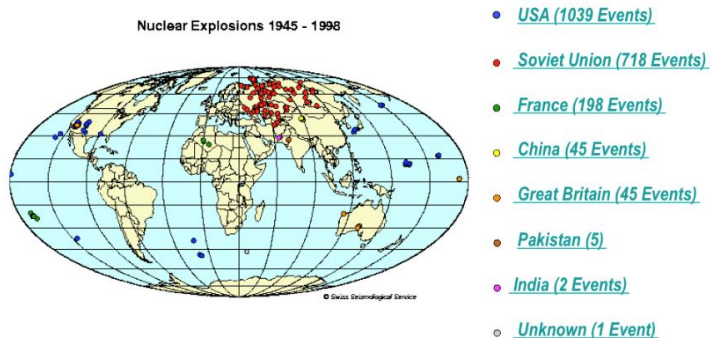 Nuclear Explosions 1945 - 1998
USA (1039 Events)
Soviet Union (718 Events)
France (198 Events)
China (45 Events)
Great Britain (45 Events)
Pakistan (5)
India (2 Events)
Unknown (1 Event)
© Swiss Seismological Service